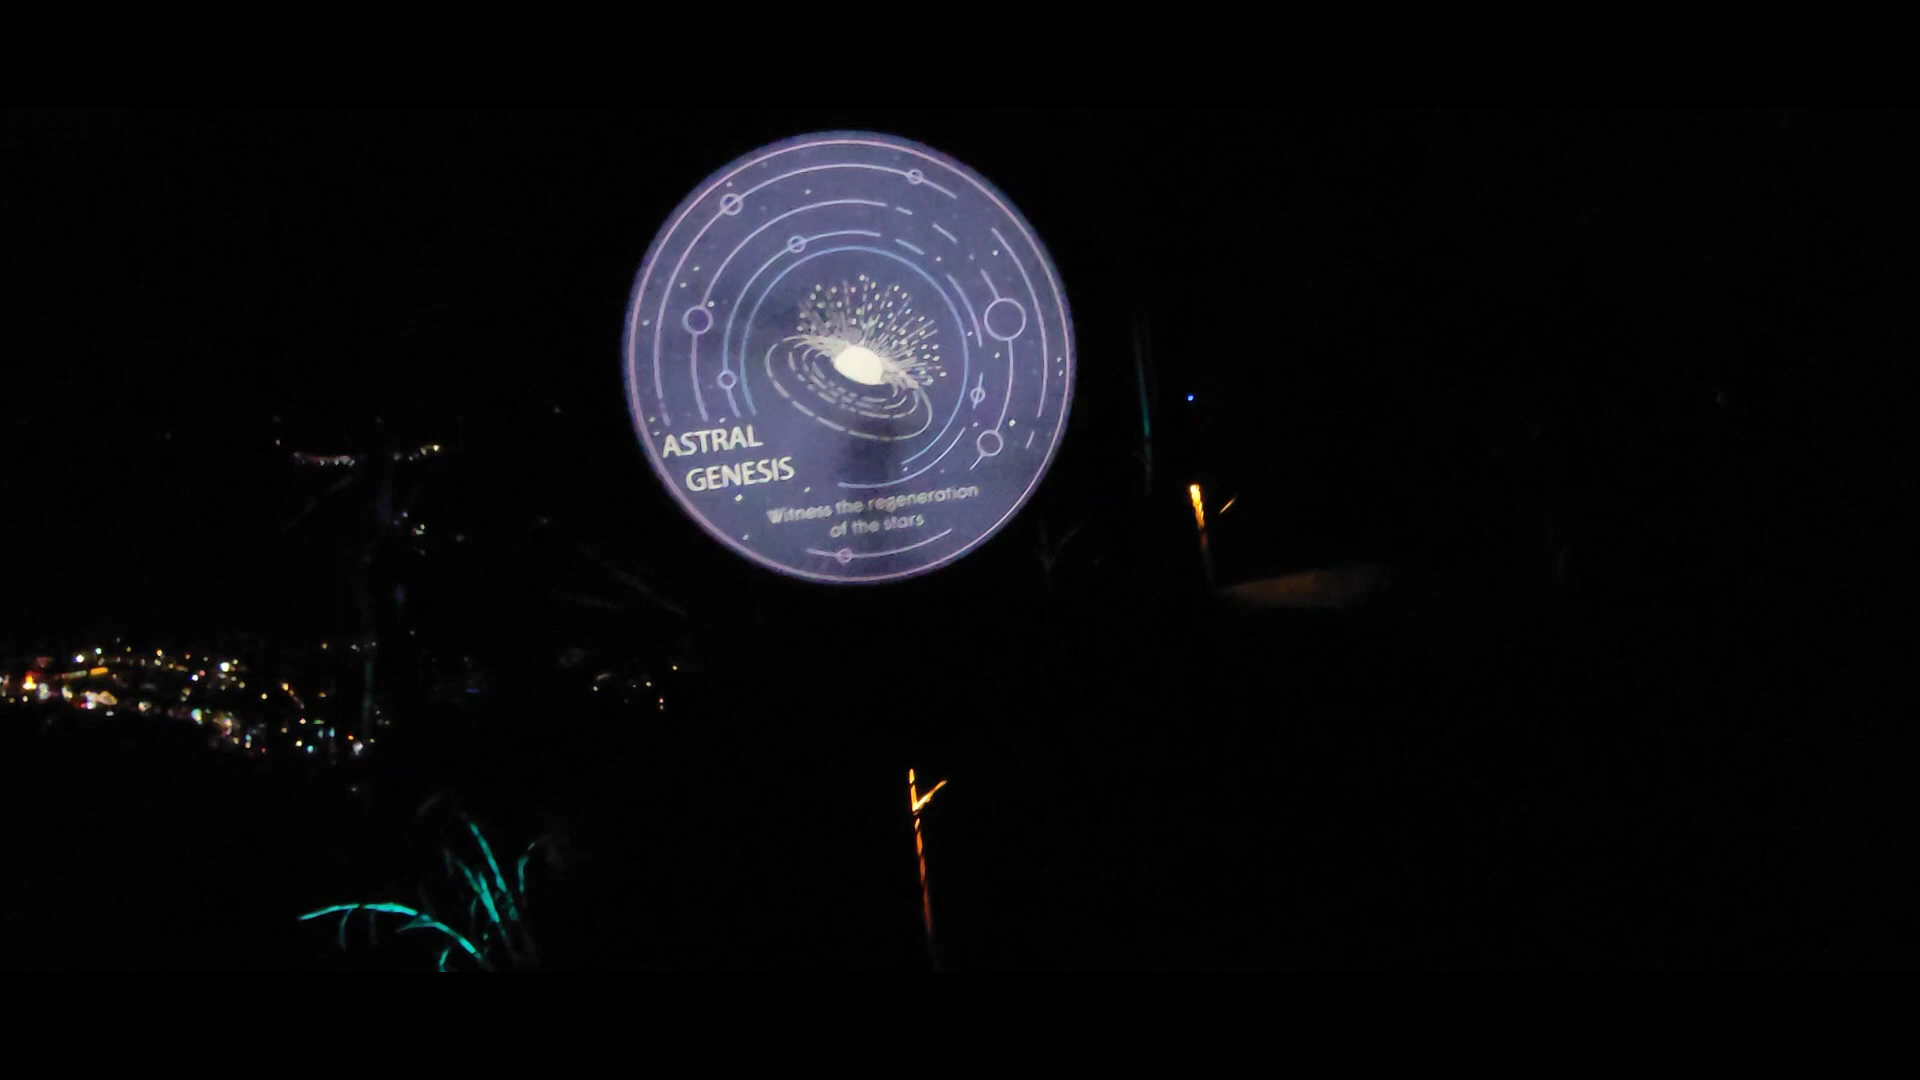 ASTRAL
GENESIS
Witness the regeneration
of the stars